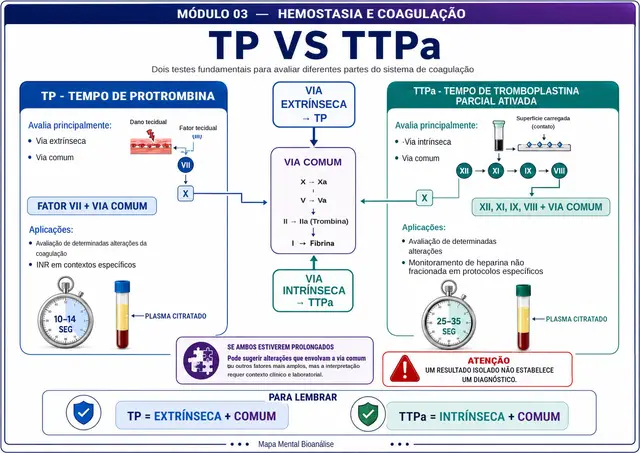 MÓDULO 03 — HEMOSTASIA E COAGULAÇÃO
TP VS TTPa
Dois testes fundamentais para avaliar diferentes partes do sistema de coagulação
TP - TEMPO DE PROTROMBINA
Avalia principalmente:
• Via extrínseca
• Via comum
Dano tecidual
Fator tecidual
(III)
VII
X
FATOR VII + VIA COMUM
Aplicações:
• Avaliação de determinadas alterações da
coagulação
• INR em contextos específicos
10–14
SEG
PLASMA CITRATADO
VIA
EXTRÍNSECA
→ TP
VIA COMUM
X → Xa
V → Va
II → IIa (Trombina)
I → Fibrina
VIA
INTRÍNSECA
→ TTPa
TTPa - TEMPO DE TROMBOPLASTINA
PARCIAL ATIVADA
Avalia principalmente:
• Via intrínseca
• Via comum
Superfície carregada
(contato)
XII
XI
IX
VIII
X
XII, XI, IX, VIII + VIA COMUM
Aplicações:
• Avaliação de determinadas
alterações
• Monitoramento de heparina não
fracionada em protocolos específicos
25–35
SEG
PLASMA CITRATADO
SE AMBOS ESTIVEREM PROLONGADOS
Pode sugerir alterações que envolvam a via comum
ou outros fatores mais amplos, mas a interpretação
requer contexto clínico e laboratorial.
ATENÇÃO
UM RESULTADO ISOLADO NÃO ESTABELECE
UM DIAGNÓSTICO.
PARA LEMBRAR
TP = EXTRÍNSECA + COMUM
TTPa = INTRÍNSECA + COMUM
Mapa Mental Bioanálise